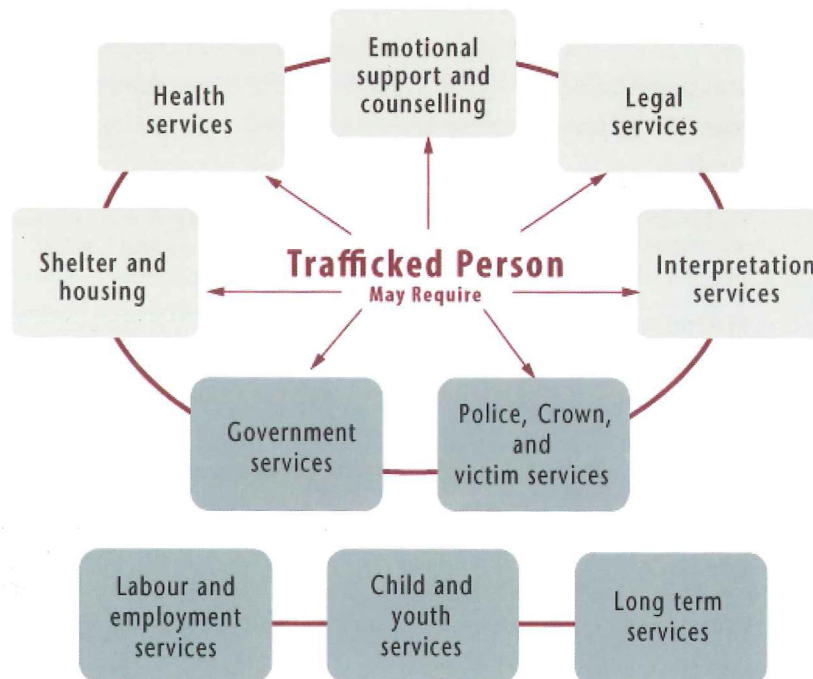 Emotional
support and
counselling
Health
services
Legal
services
Shelter and
housing
Trafficked Person
May Require
Interpretation
services
Government
services
Police, Crown,
and
victim services
Labour and
employment
services
Child and
youth
services
Long term
services